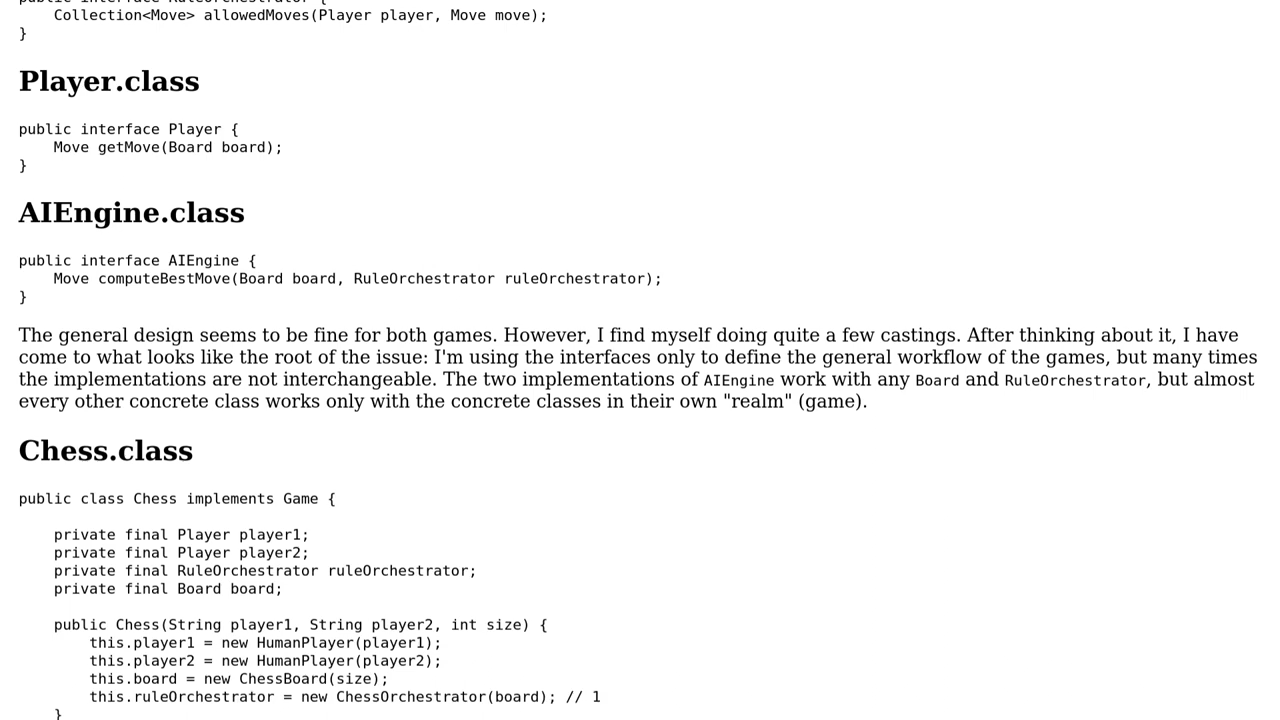 public interface RuleOrchestrator {
    Collection<Move> allowedMoves(Player player, Move move);
}
Player.class
public interface Player {
    Move getMove(Board board);
}
AIEngine.class
public interface AIEngine {
    Move computeBestMove(Board board, RuleOrchestrator ruleOrchestrator);
}
The general design seems to be fine for both games. However, I find myself doing quite a few castings. After thinking about it, I have
come to what looks like the root of the issue: I'm using the interfaces only to define the general workflow of the games, but many times
the implementations are not interchangeable. The two implementations of AIEngine work with any Board and RuleOrchestrator, but almost
every other concrete class works only with the concrete classes in their own "realm" (game).
Chess.class
public class Chess implements Game {
    private final Player player1;
    private final Player player2;
    private final RuleOrchestrator ruleOrchestrator;
    private final Board board;
    public Chess(String player1, String player2, int size) {
        this.player1 = new HumanPlayer(player1);
        this.player2 = new HumanPlayer(player2);
        this.board = new ChessBoard(size);
        this.ruleOrchestrator = new ChessOrchestrator(board); // 1
    }